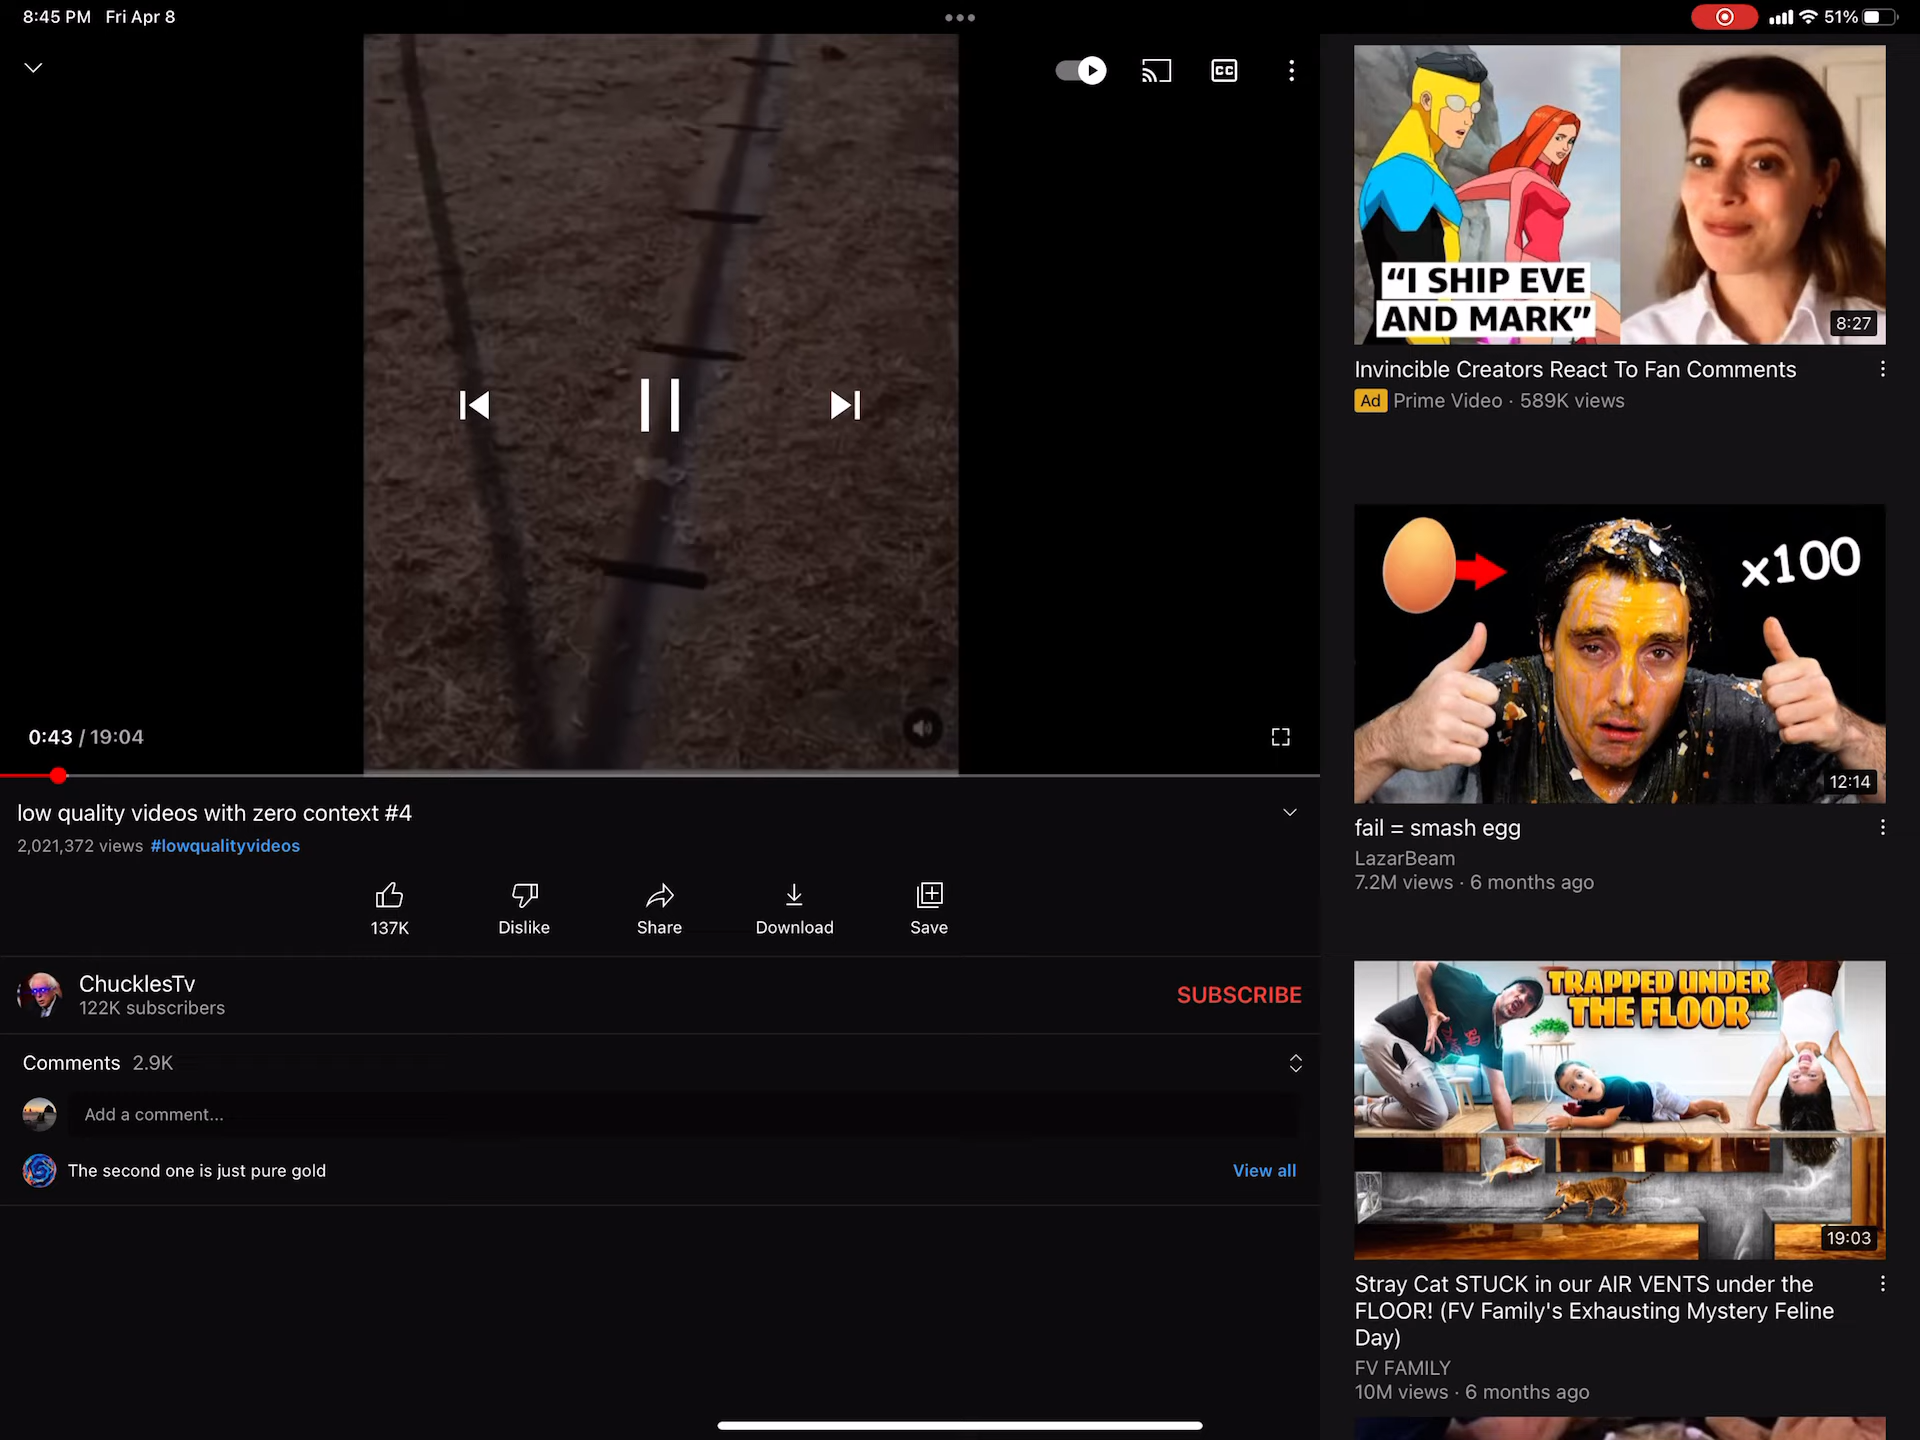 8:45 PM Fri Apr 8
51%
CC
0:43 / 19:04
low quality videos with zero context #4
2,021,372 views #lowqualityvideos
137K
Dislike
Share
Download
Save
ChucklesTv
122K subscribers
SUBSCRIBE
Comments 2.9K
Add a comment...
The second one is just pure gold
View all
“I SHIP EVE
AND MARK”
8:27
Invincible Creators React To Fan Comments
Ad Prime Video · 589K views
x100
12:14
fail = smash egg
LazarBeam
7.2M views · 6 months ago
TRAPPED UNDER
THE FLOOR
19:03
Stray Cat STUCK in our AIR VENTS under the
FLOOR! (FV Family's Exhausting Mystery Feline
Day)
FV FAMILY
10M views · 6 months ago